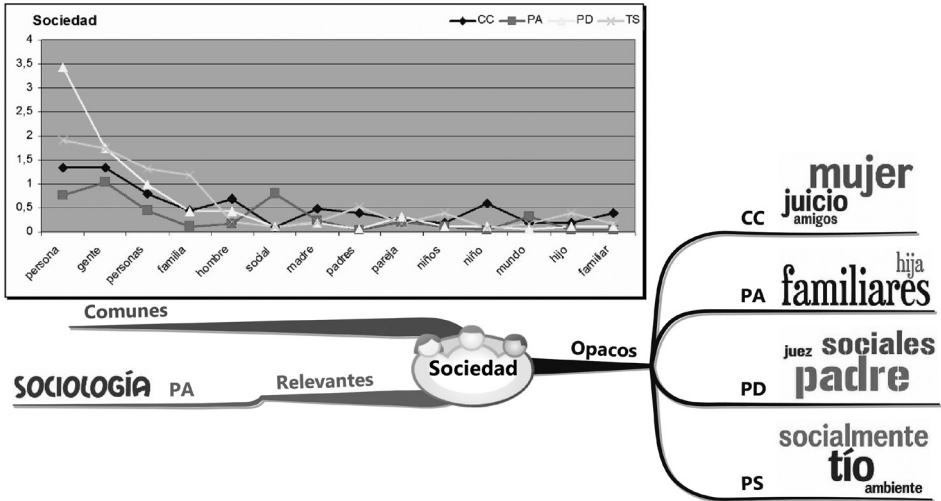 Sociedad
CC PA PD TS
4
3,5
3
2,5
2
1,5
1
0,5
0
persona gente personas familia hombre social madre padres pareja niños niño mundo hijo familiar
Comunes
SOCIOLOGÍA PA Relevantes
Sociedad
Opacos
CC
mujer
juicio
amigos
PA
hija
familiares
PD
juez sociales
padre
PS
socialmente
tío
ambiente